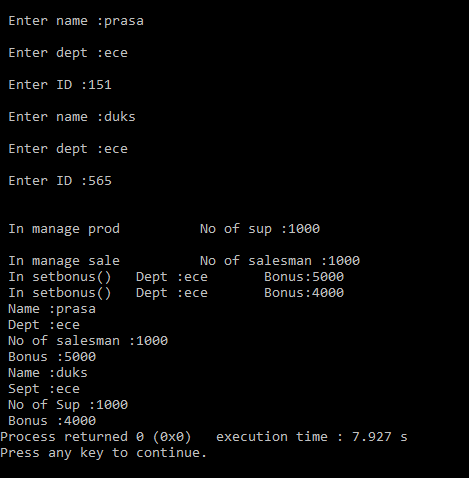 Enter name :prasa
Enter dept :ece
Enter ID :151
Enter name :duks
Enter dept :ece
Enter ID :565
In manage prod          No of sup :1000
In manage sale          No of salesman :1000
In setbonus()   Dept :ece       Bonus:5000
In setbonus()   Dept :ece       Bonus:4000
Name :prasa
Dept :ece
No of salesman :1000
Bonus :5000
Name :duks
Sept :ece
No of Sup :1000
Bonus :4000
Process returned 0 (0x0)   execution time : 7.927 s
Press any key to continue.